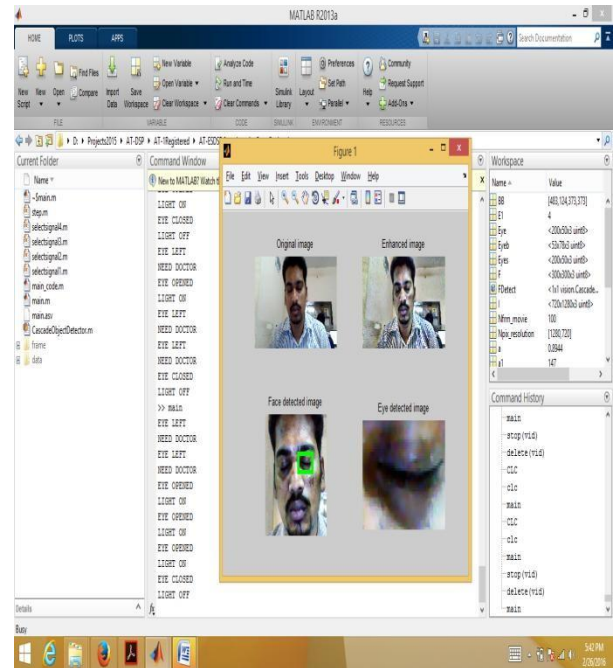 MATLAB R2013a
HOME PLOTS APPS
Search Documentation
New Script
New
Open
Find Files
Compare
Import Data
Save Workspace
New Variable
Open Variable
Clear Workspace
Analyze Code
Run and Time
Clear Commands
Simulink Library
Layout
Preferences
Set Path
Parallel
Help
Community
Request Support
Add-Ons
FILE VARIABLE CODE SIMULINK ENVIRONMENT RESOURCES
D: ▸ Projects2015 ▸ AT-DSP ▸ AT-1Registered ▸
Current Folder
Name
~$main.m
step.m
selectsignal4.m
selectsignal3.m
selectsignal2.m
selectsignal1.m
main_code.m
main.m
main.asv
CascadeObjectDetector.m
frame
data
Details
Busy
Command Window
New to MATLAB? Watch
LIGHT ON
EYE CLOSED
LIGHT OFF
EYE LEFT
NEED DOCTOR
EYE OPENED
LIGHT ON
EYE LEFT
NEED DOCTOR
EYE LEFT
NEED DOCTOR
EYE CLOSED
LIGHT OFF
>> main
EYE LEFT
NEED DOCTOR
EYE LEFT
NEED DOCTOR
EYE OPENED
LIGHT ON
EYE OPENED
LIGHT ON
EYE OPENED
LIGHT ON
EYE CLOSED
LIGHT OFF
fx
Figure 1
File Edit View Insert Tools Desktop Window Help
Original image
Enhanced image
Face detected image
Eye detected image
Workspace
Name Value
BB [483,124,373,373]
E1 4
Eye <200x50x3 uint8>
Eyeb <53x78x3 uint8>
Eyes <200x50x3 uint8>
F <300x300x3 uint8>
FDetect <1x1 vision.Cascade...
I <720x1280x3 uint8>
Nfrm_movie 100
Npix_resolution [1280,720]
a 0.8944
a1 147
Command History
main
stop(vid)
delete(vid)
CLC
clc
main
CLC
clc
main
stop(vid)
delete(vid)
main
5:42 PM
2/26/2016